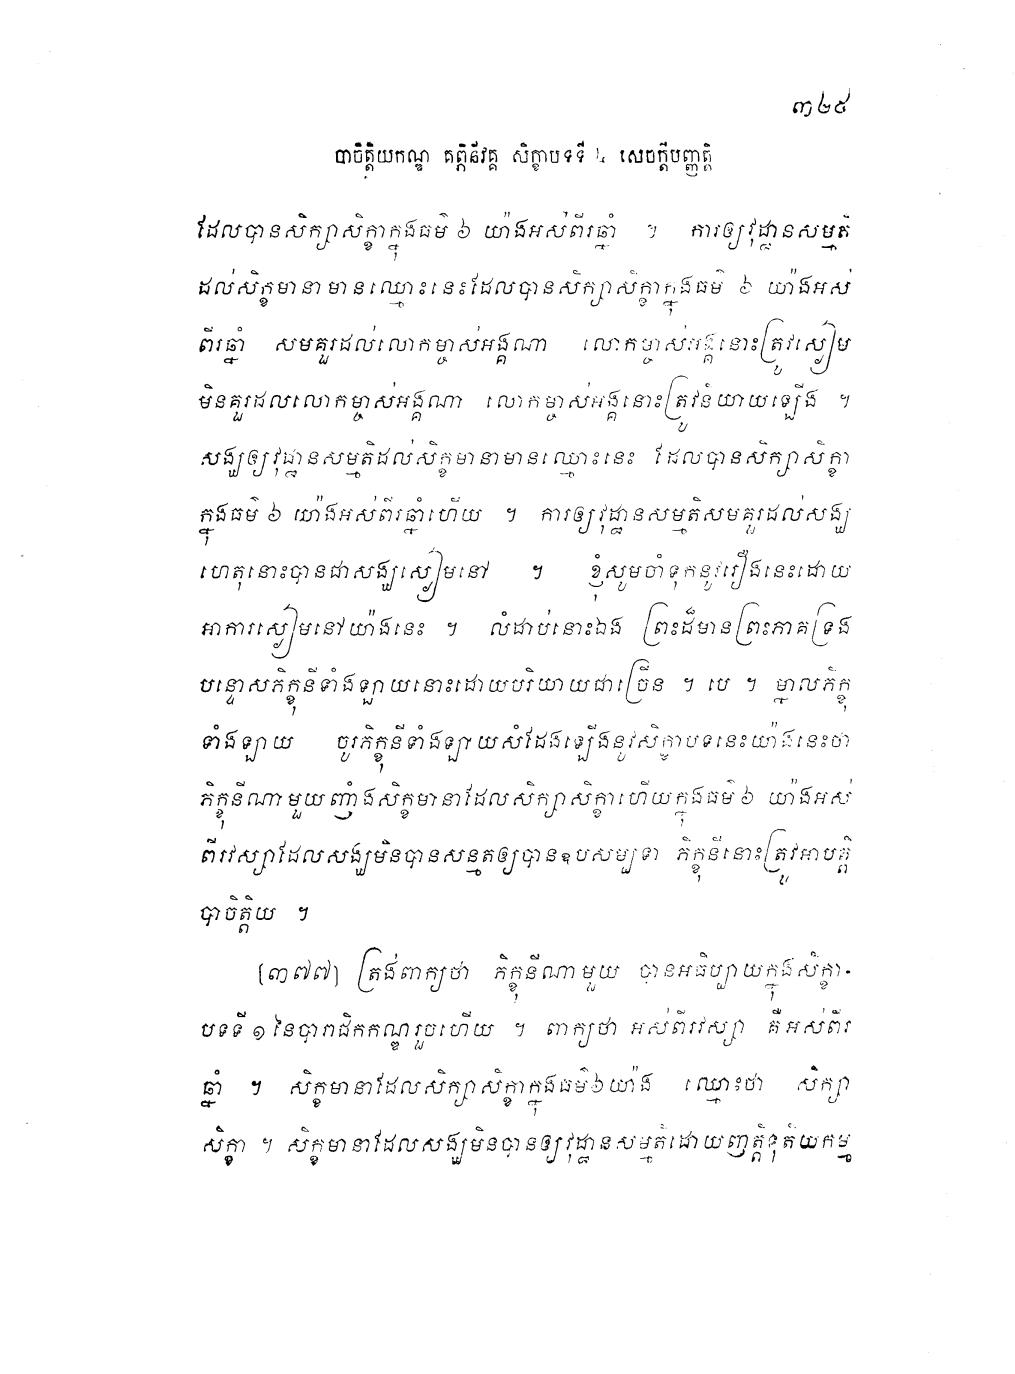 ៣២៥
បាចិត្តិយកណ្ឌ គព្ភិនីវគ្គ សិក្ខាបទទី ៤ សេចក្តីបញ្ញត្តិ
ដែលបានសិក្សាសិក្ខាក្នុងធម៌ ៦ យ៉ាងអស់ពីរឆ្នាំ ។ ការឲ្យវុដ្ឋានសម្មតិ
ដល់សិក្ខមានាមានឈ្មោះនេះដែលបានសិក្សាសិក្ខាក្នុងធម៌ ៦ យ៉ាងអស់
ពីរឆ្នាំ សមគួរដល់លោកម្ចាស់អង្គណា លោកម្ចាស់អង្គនោះត្រូវស្ងៀម
មិនគួរដលលោកម្ចាស់អង្គណា លោកម្ចាស់អង្គនោះត្រូវនិយាយឡើង ។
សង្ឃឲ្យវុដ្ឋានសម្មតិដល់សិក្ខមានាមានឈ្មោះនេះ ដែលបានសិក្សាសិក្ខា
ក្នុងធម៌ ៦ យ៉ាងអស់ពីរឆ្នាំហើយ ។ ការឲ្យវុដ្ឋានសម្មតិសមគួរដល់សង្ឃ
ហេតុនោះបានជាសង្ឃស្ងៀមនៅ ។ ខ្ញុំសូមចាំទុកនូវរឿងនេះដោយ
អាការស្ងៀមនៅយ៉ាងនេះ ។ លំដាប់នោះឯង ព្រះដ៏មានព្រះភាគទ្រង់
បន្ទោសភិក្ខុនីទាំងឡាយនោះដោយបរិយាយជាច្រើន ។ បេ ។ ម្នាលភិក្ខុ
ទាំងឡាយ ចូរភិក្ខុនីទាំងឡាយសំដែងឡើងនូវសិក្ខាបទនេះយ៉ាងនេះថា
ភិក្ខុនីណាមួយញុំាងសិក្ខមានាដែលសិក្សាសិក្ខាហើយក្នុងធម៌ ៦ យ៉ាងអស់
ពីរវស្សាដែលសង្ឃមិនបានសន្មតឲ្យបានឧបសម្បទា ភិក្ខុនីនោះត្រូវអាបត្តិ
បាចិត្តិយ ។
[៣៧៧] ត្រង់ពាក្យថា ភិក្ខុនីណាមួយ បានអធិប្បាយក្នុងសិក្ខា-
បទទី ១ នៃបារាជិកកណ្ឌរួចហើយ ។ ពាក្យថា អស់ពីរវស្សា គឺអស់ពីរ
ឆ្នាំ ។ សិក្ខមានាដែលសិក្សាសិក្ខាក្នុងធម៌ ៦ យ៉ាង ឈ្មោះថា សិក្សា
សិក្ខា ។ សិក្ខមានាដែលសង្ឃមិនបានឲ្យវុដ្ឋានសម្មតិដោយញត្តិទុតិយកម្ម